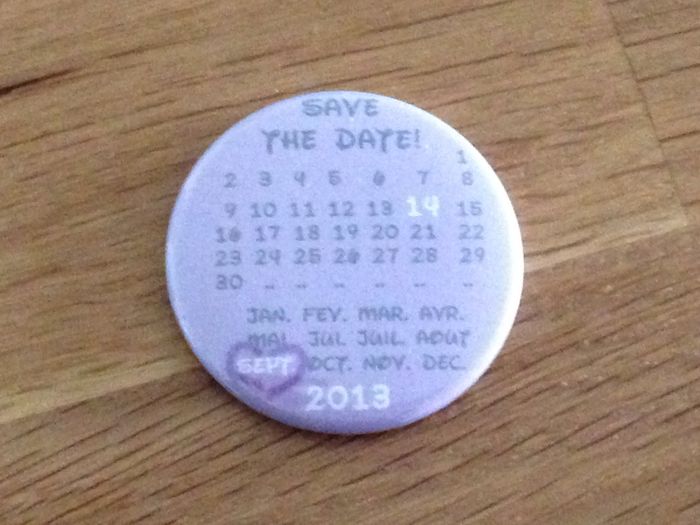 SAVE
THE DATE!
1
2 3 4 5 6 7 8
9 10 11 12 13 14 15
16 17 18 19 20 21 22
23 24 25 26 27 28 29
30 .. .. .. .. .. ..
JAN. FEV. MAR. AVR.
MAI. JUI. JUIL. AOUT
SEPT OCT. NOV. DEC.
2013